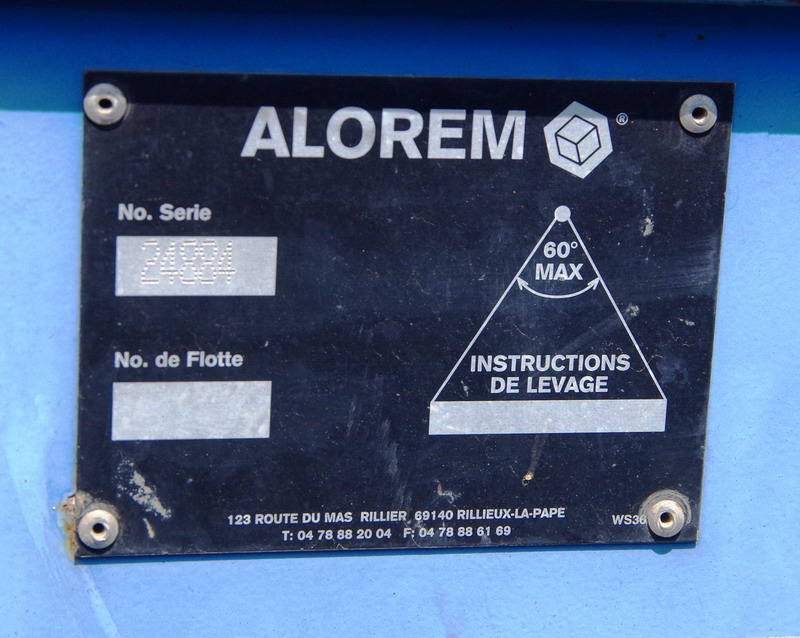 ALOREM ®
No. Serie
24884
60°
MAX
No. de Flotte
INSTRUCTIONS
DE LEVAGE
123 ROUTE DU MAS RILLIER 69140 RILLIEUX-LA-PAPE
T: 04 78 88 20 04 F: 04 78 88 61 69